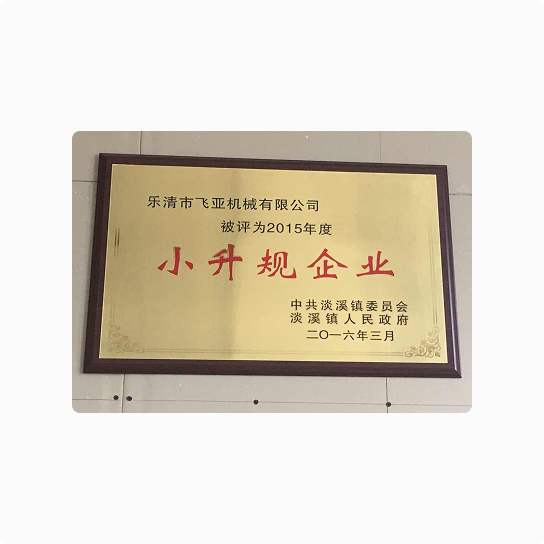 乐清市飞亚机械有限公司
被评为2015年度
小升规企业
中共淡溪镇委员会
淡溪镇人民政府
二〇一六年三月